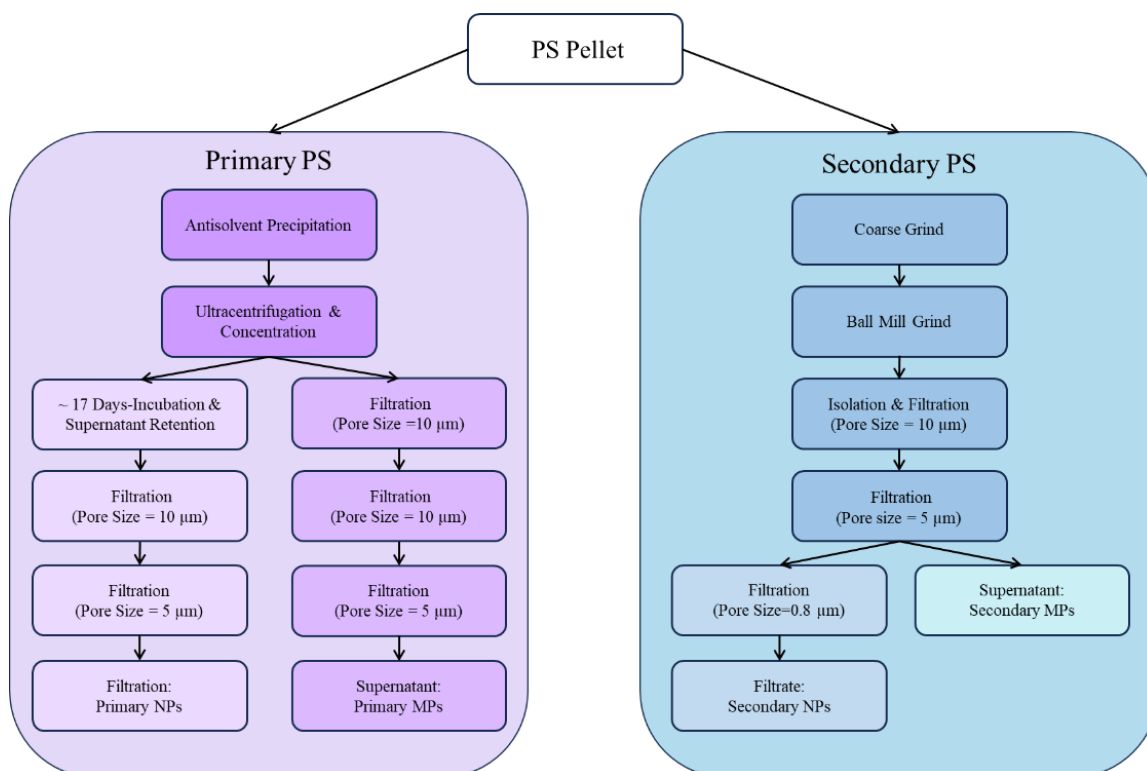 PS Pellet
Primary PS
Antisolvent Precipitation
Ultracentrifugation &
Concentration
~ 17 Days-Incubation &
Supernatant Retention
Filtration
(Pore Size = 10 μm)
Filtration
(Pore Size = 5 μm)
Filtration:
Primary NPs
Filtration
(Pore Size =10 μm)
Filtration
(Pore Size = 10 μm)
Filtration
(Pore Size = 5 μm)
Supernatant:
Primary MPs
Secondary PS
Coarse Grind
Ball Mill Grind
Isolation & Filtration
(Pore Size = 10 μm)
Filtration
(Pore size = 5 μm)
Filtration
(Pore Size=0.8 μm)
Filtrate:
Secondary NPs
Supernatant:
Secondary MPs